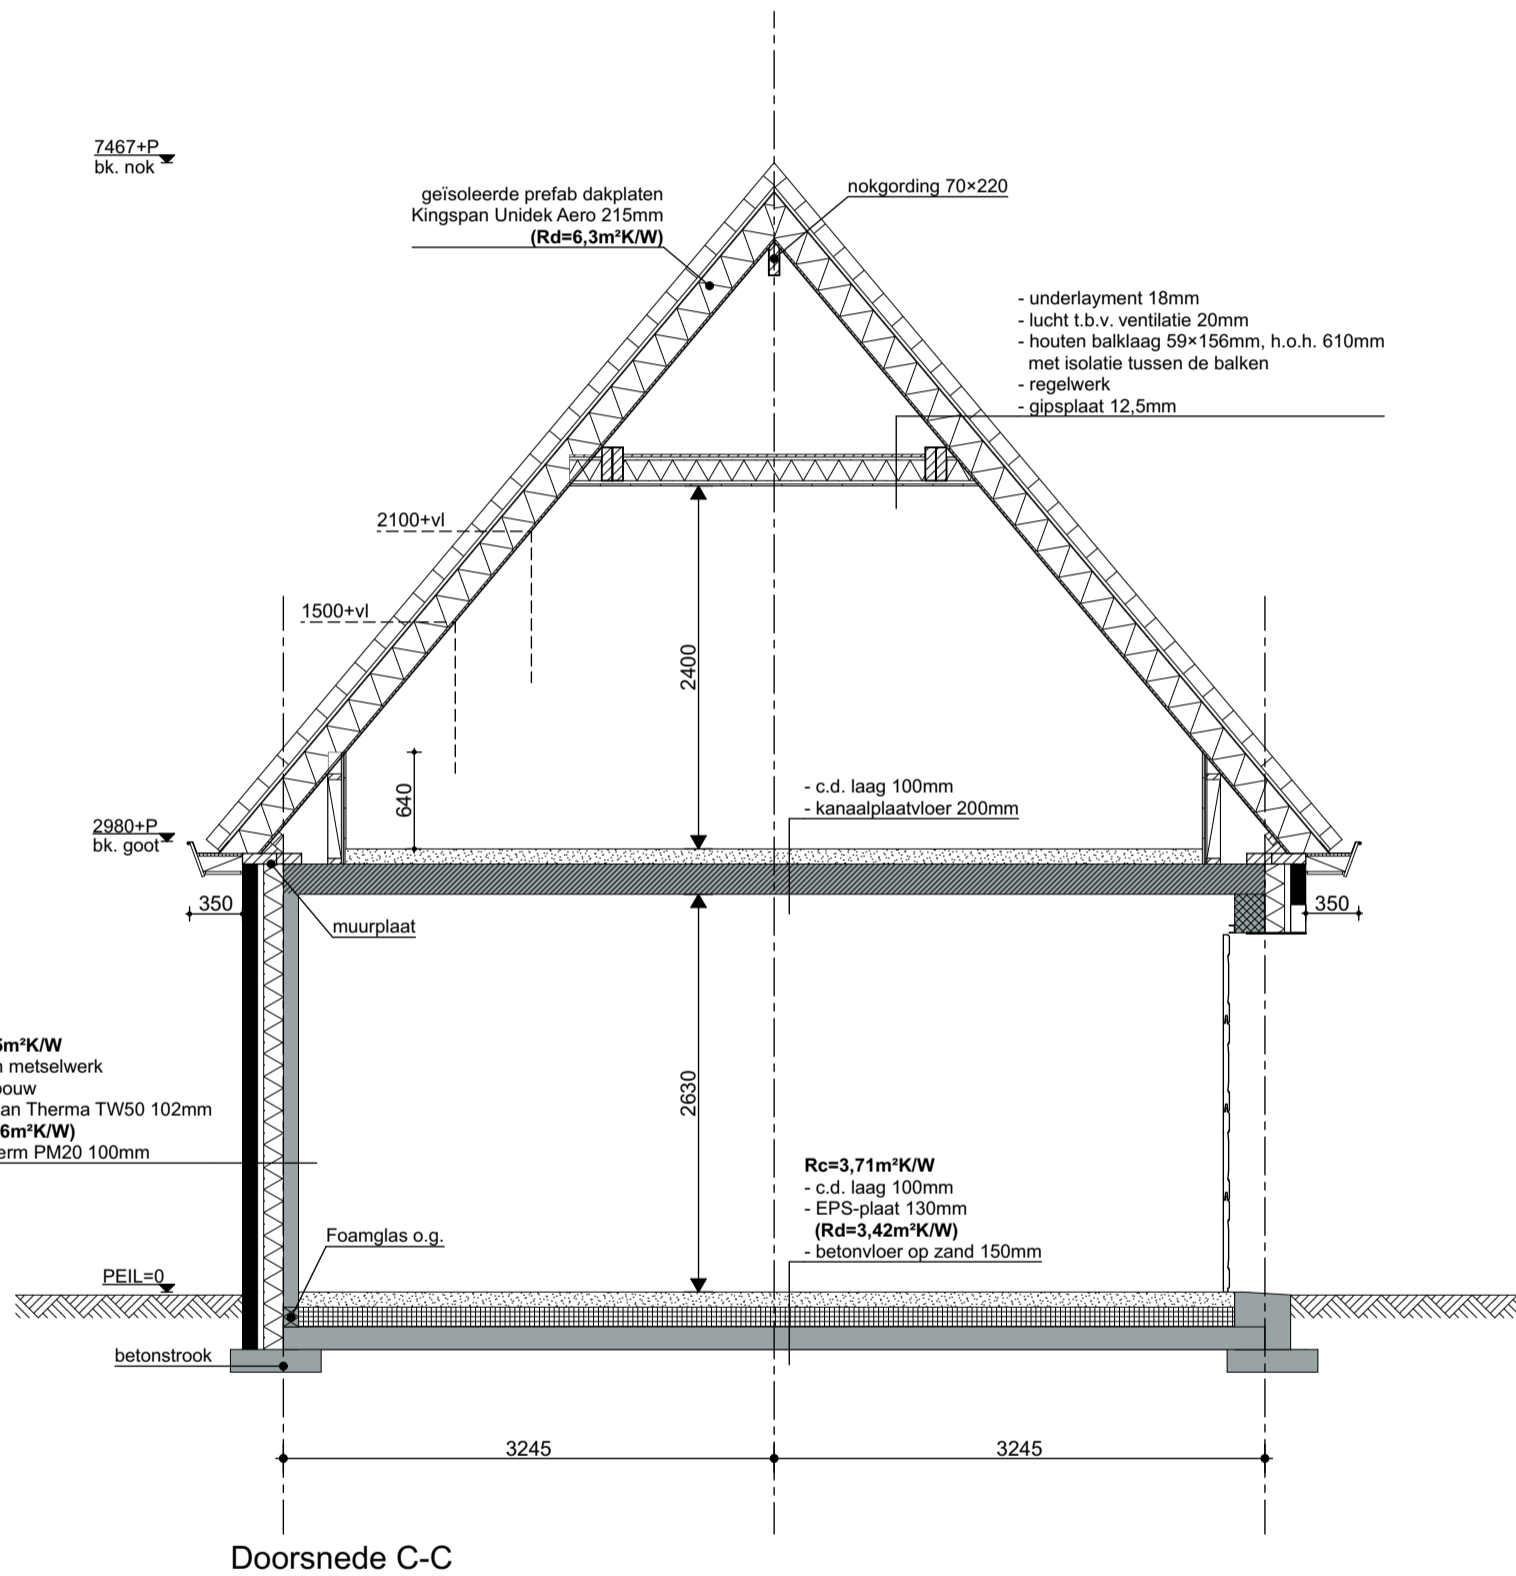 7467+P
bk. nok
geïsoleerde prefab dakplaten
Kingspan Unidek Aero 215mm
(Rd=6,3m²K/W)
nokgording 70×220
- underlayment 18mm
- lucht t.b.v. ventilatie 20mm
- houten balklaag 59×156mm, h.o.h. 610mm
met isolatie tussen de balken
- regelwerk
- gipsplaat 12,5mm
2100+vl
1500+vl
2400
640
- c.d. laag 100mm
- kanaalplaatvloer 200mm
2980+P
bk. goot
350
350
muurplaat
2630
5m²K/W
metselwerk
ouw
an Therma TW50 102mm
6m²K/W)
erm PM20 100mm
Rc=3,71m²K/W
- c.d. laag 100mm
- EPS-plaat 130mm
(Rd=3,42m²K/W)
- betonvloer op zand 150mm
Foamglas o.g.
PEIL=0
betonstrook
3245
3245
Doorsnede C-C